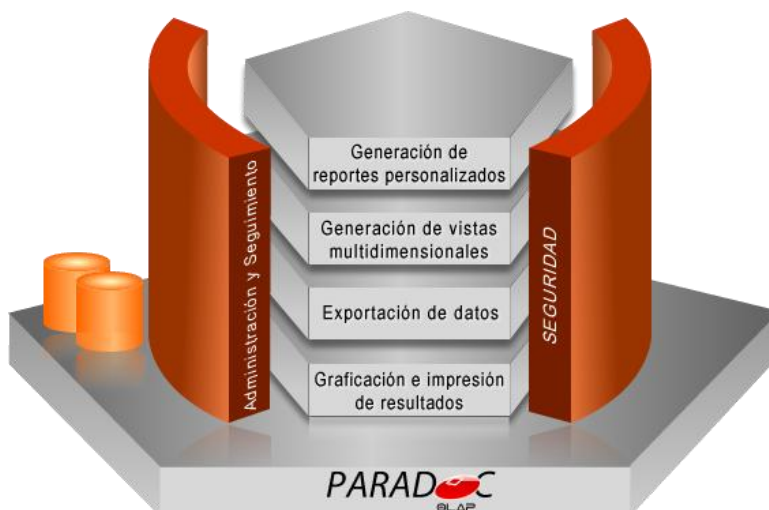 Generación de
reportes personalizados
Generación de vistas
multidimensionales
Exportación de datos
Graficación e impresión
de resultados
Administración y Seguimiento
SEGURIDAD
PARADOC
OLAP